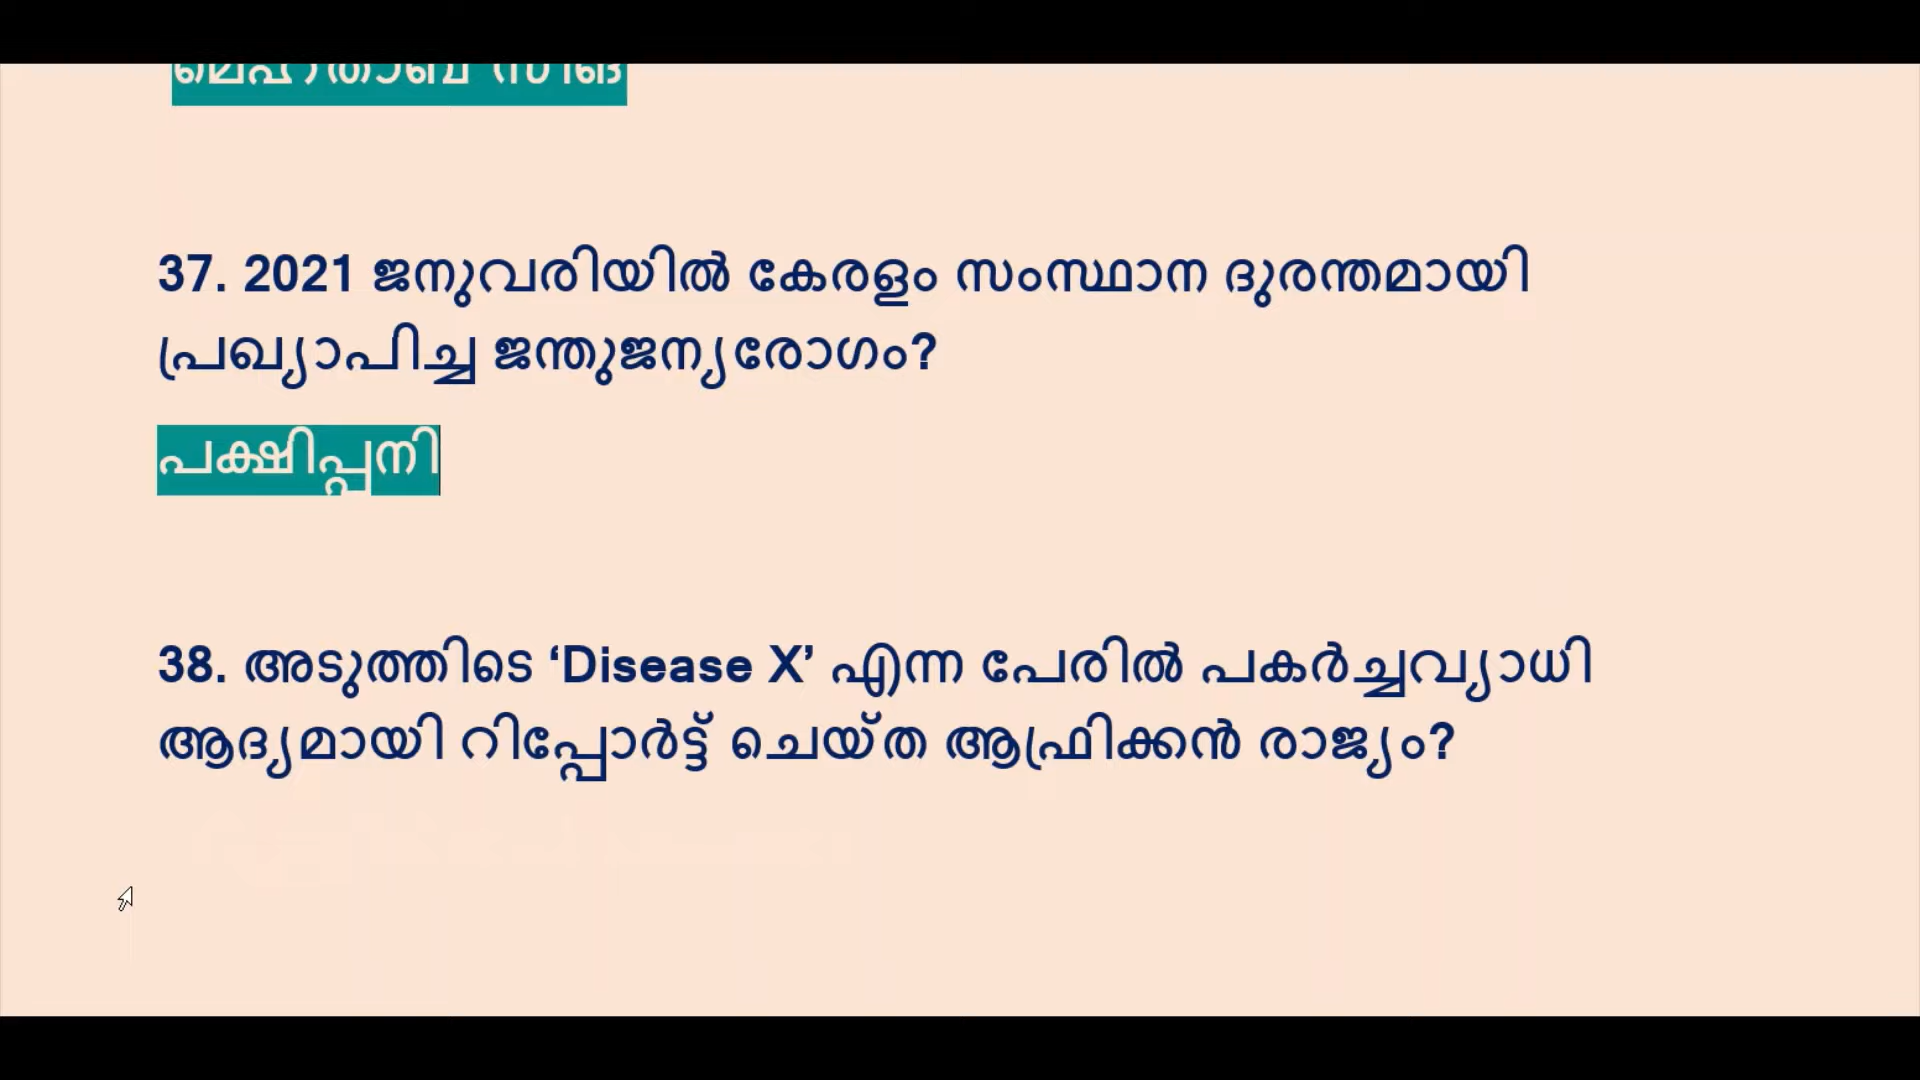 37. 2021 ജനുവരിയിൽ കേരളം സംസ്ഥാന ദുരന്തമായി
പ്രഖ്യാപിച്ച ജന്തുജന്യരോഗം?
പക്ഷിപ്പനി
38. അടുത്തിടെ ‘Disease X’ എന്ന പേരിൽ പകർച്ചവ്യാധി
ആദ്യമായി റിപ്പോർട്ട് ചെയ്ത ആഫ്രിക്കൻ രാജ്യം?